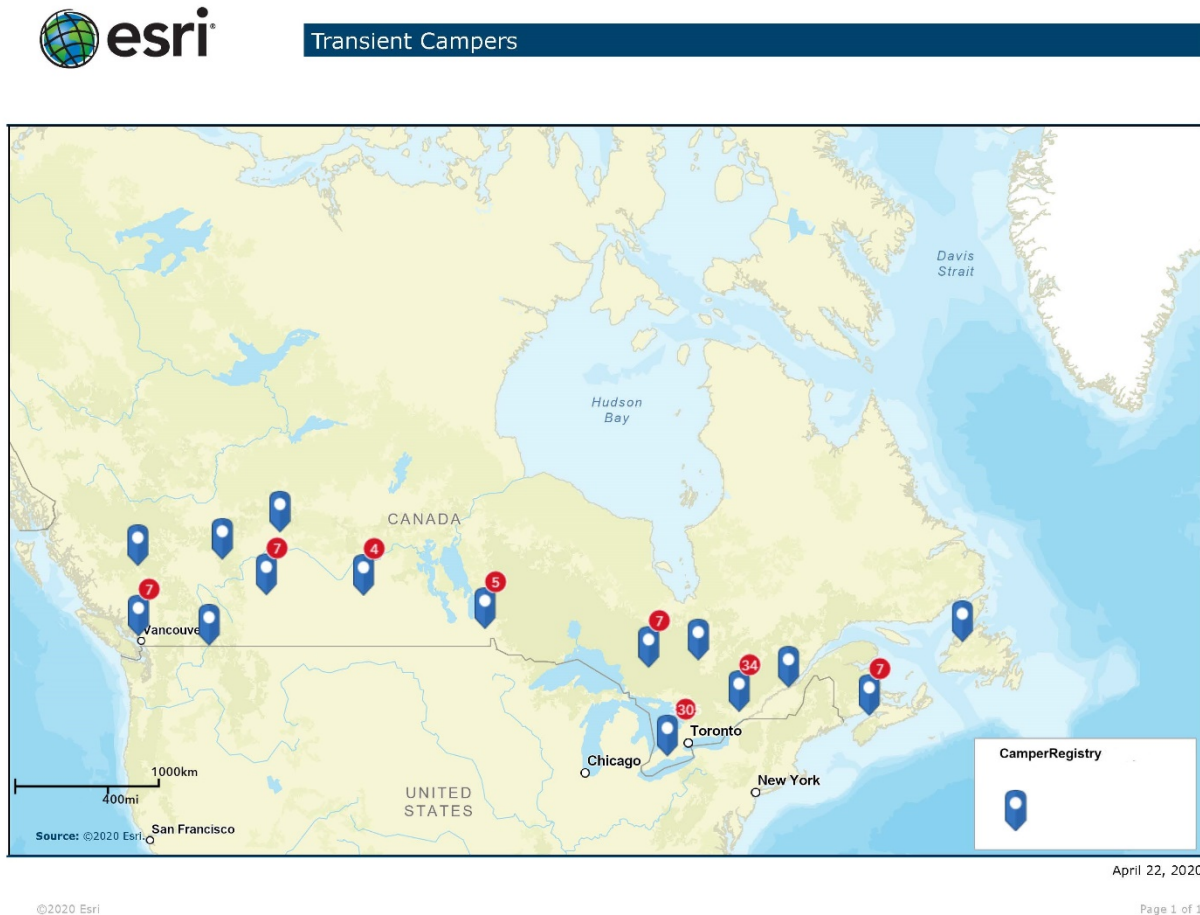 esri
Transient Campers
Davis
Strait
Hudson
Bay
CANADA
7
4
5
7
Vancouve
7
34
7
30
Toronto
Chicago
New York
UNITED
STATES
San Francisco
1000km
400mi
Source: ©2020 Esri.
CamperRegistry
April 22, 2020
©2020 Esri
Page 1 of 1